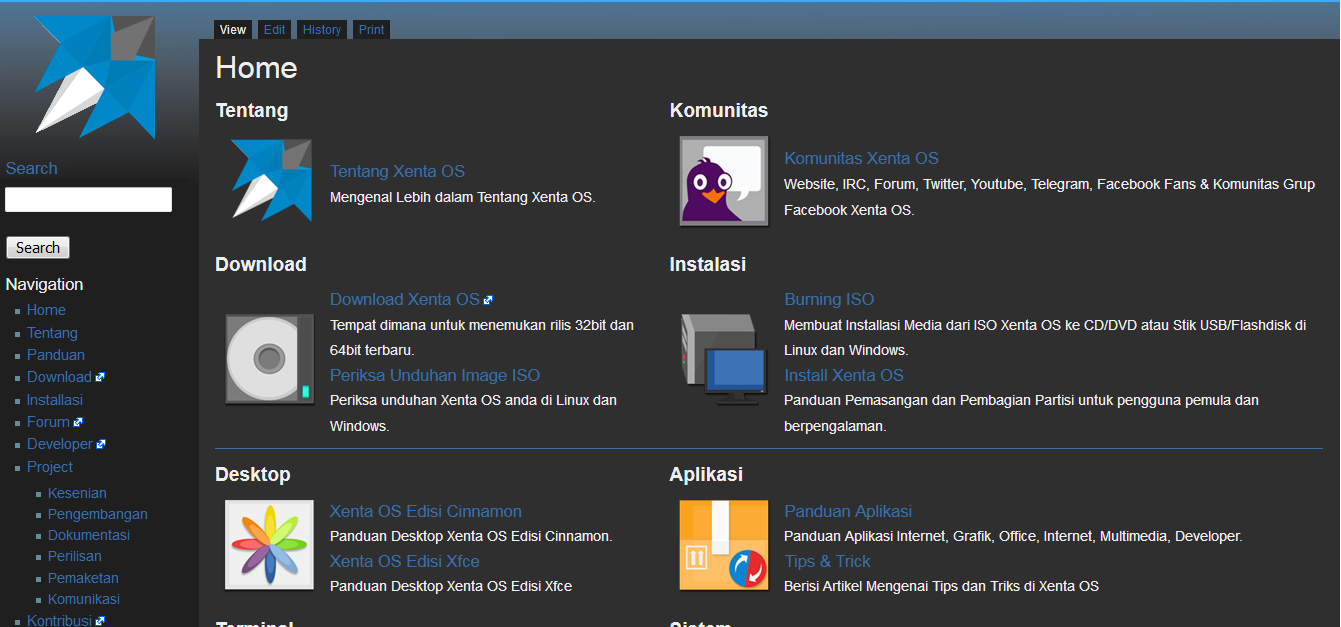 View Edit History Print
Home
Search
Search
Navigation
Home
Tentang
Panduan
Download
Installasi
Forum
Developer
Project
Kesenian
Pengembangan
Dokumentasi
Perilisan
Pemaketan
Komunikasi
Kontribusi
Tentang
Tentang Xenta OS
Mengenal Lebih dalam Tentang Xenta OS.
Komunitas
Komunitas Xenta OS
Website, IRC, Forum, Twitter, Youtube, Telegram, Facebook Fans & Komunitas Grup
Facebook Xenta OS.
Download
Download Xenta OS
Tempat dimana untuk menemukan rilis 32bit dan
64bit terbaru.
Periksa Unduhan Image ISO
Periksa unduhan Xenta OS anda di Linux dan
Windows.
Instalasi
Burning ISO
Membuat Installasi Media dari ISO Xenta OS ke CD/DVD atau Stik USB/Flashdisk di
Linux dan Windows.
Install Xenta OS
Panduan Pemasangan dan Pembagian Partisi untuk pengguna pemula dan
berpengalaman.
Desktop
Xenta OS Edisi Cinnamon
Panduan Desktop Xenta OS Edisi Cinnamon.
Xenta OS Edisi Xfce
Panduan Desktop Xenta OS Edisi Xfce
Aplikasi
Panduan Aplikasi
Panduan Aplikasi Internet, Grafik, Office, Internet, Multimedia, Developer.
Tips & Trick
Berisi Artikel Mengenai Tips dan Triks di Xenta OS
Terminal
Sistem